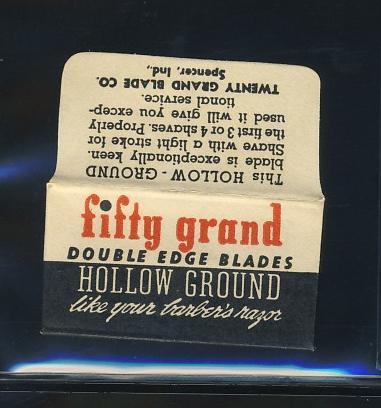 This HOLLOW-GROUND
blade is exceptionally keen.
Shave with a light stroke for
the first 3 or 4 shaves. Properly
used it will give you excep-
tional service.
TWENTY GRAND BLADE CO.
Spencer, Ind.,
fifty grand
DOUBLE EDGE BLADES
HOLLOW GROUND
like your barber's razor